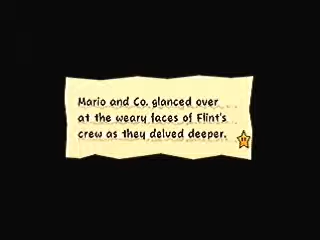 Mario and Co. glanced over
at the weary faces of Flint's
crew as they delved deeper.